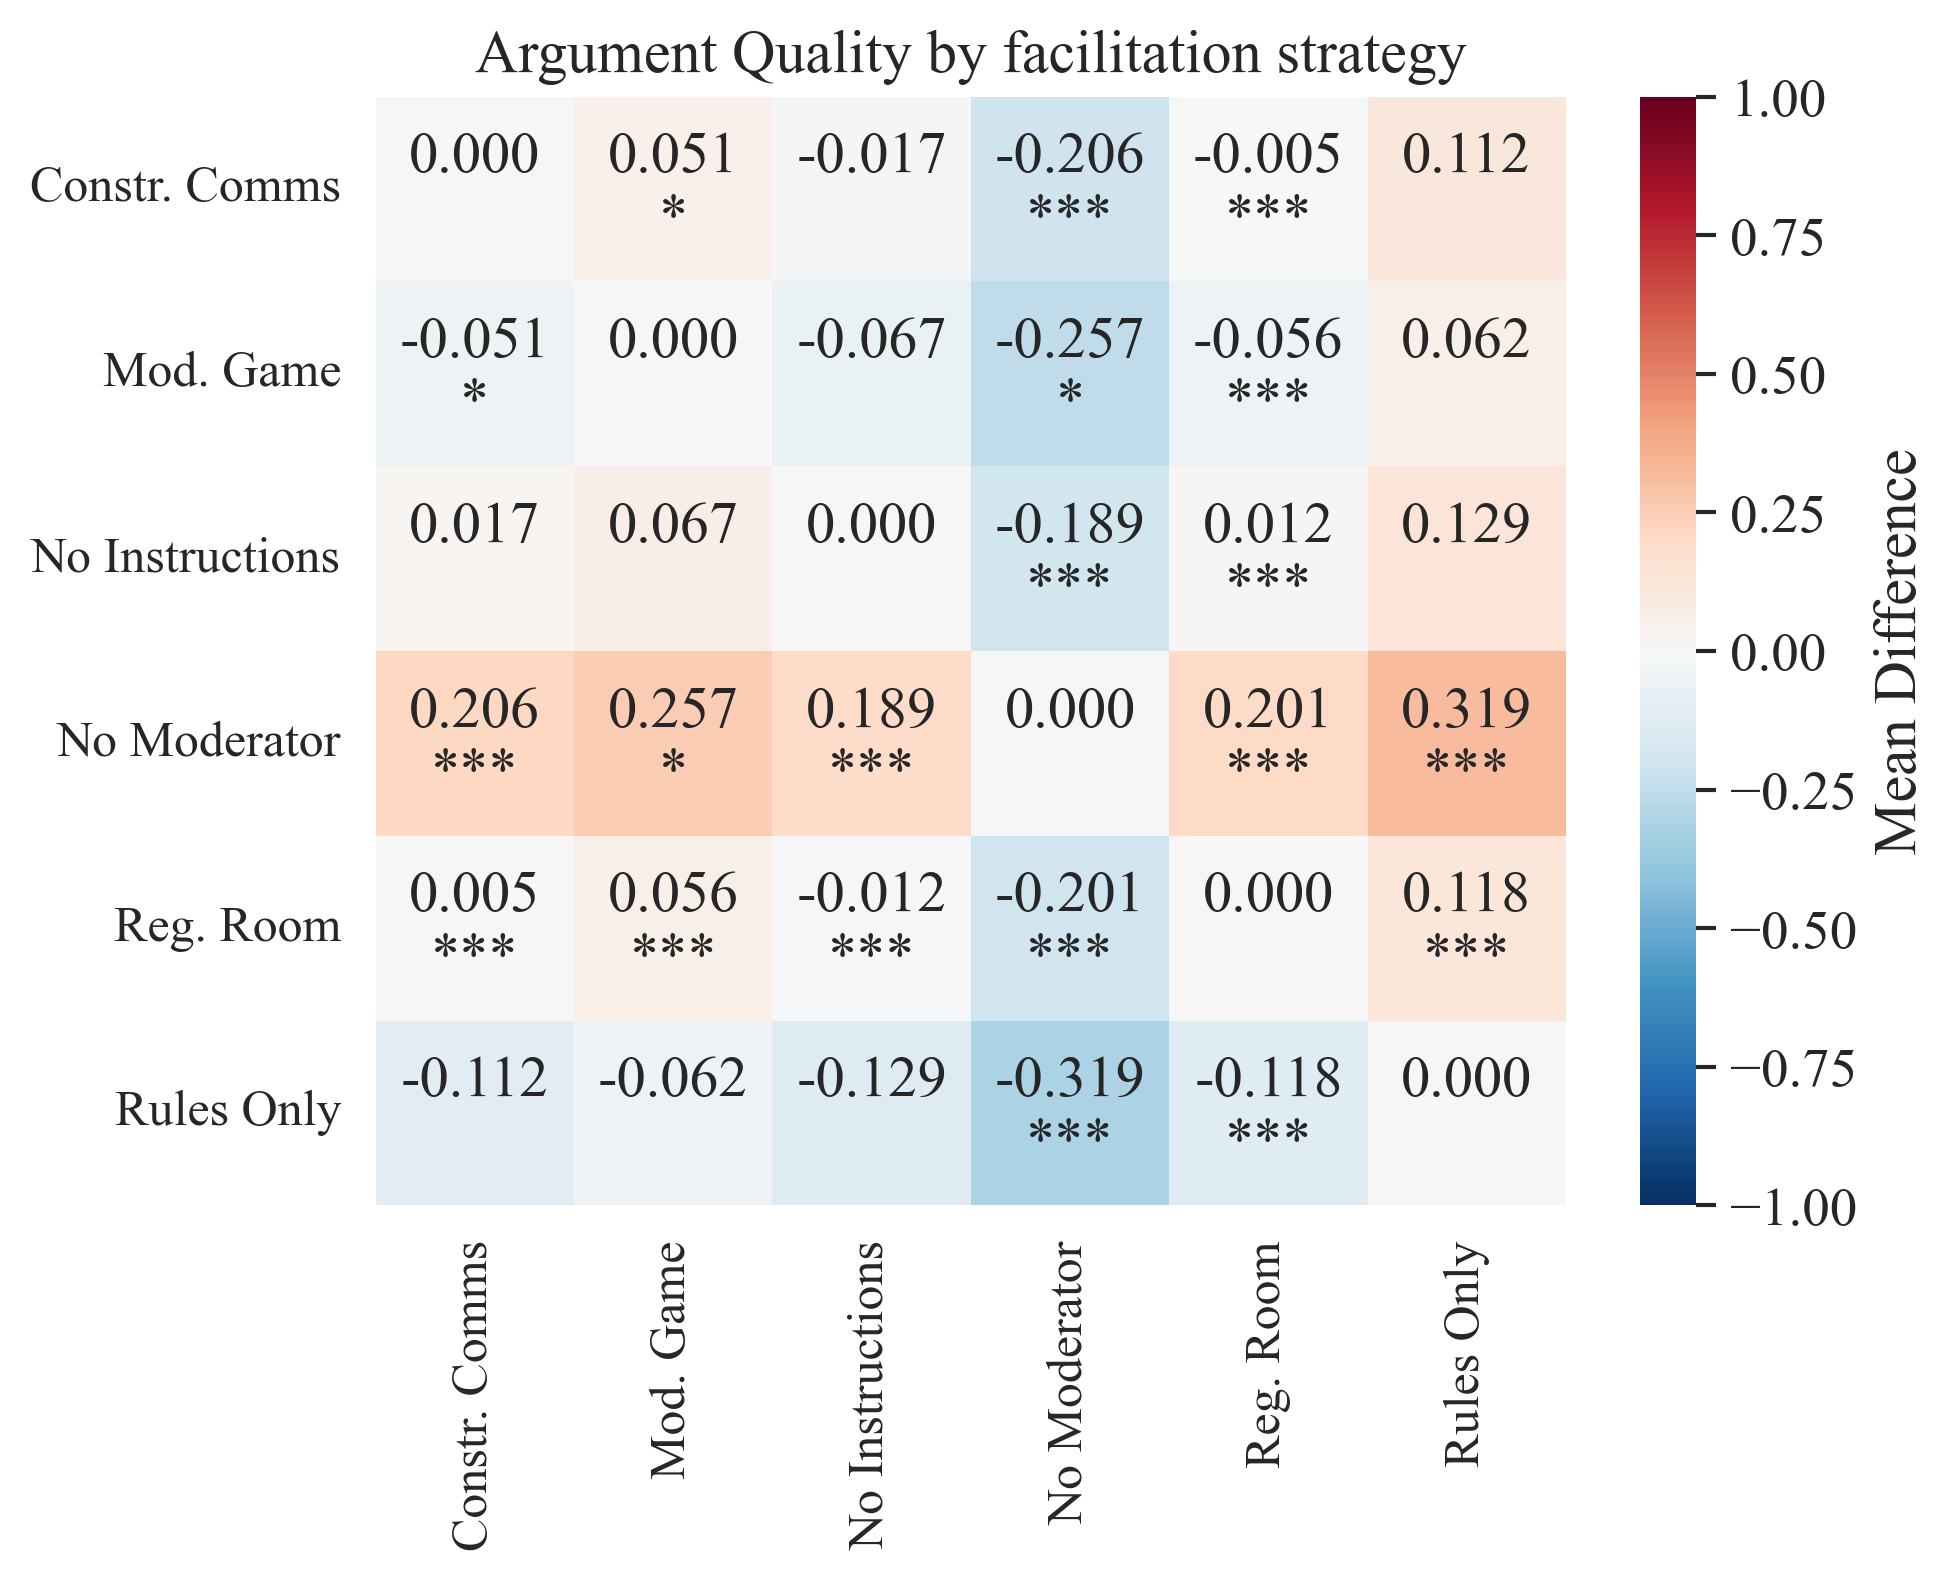 Argument Quality by facilitation strategy
Constr. Comms
0.000 0.051 -0.017 -0.206 -0.005 0.112
* *** ***
Mod. Game
-0.051 0.000 -0.067 -0.257 -0.056 0.062
* * ***
No Instructions
0.017 0.067 0.000 -0.189 0.012 0.129
*** ***
No Moderator
0.206 0.257 0.189 0.000 0.201 0.319
*** * *** *** ***
Reg. Room
0.005 0.056 -0.012 -0.201 0.000 0.118
*** *** *** *** ***
Rules Only
-0.112 -0.062 -0.129 -0.319 -0.118 0.000
*** ***
Constr. Comms
Mod. Game
No Instructions
No Moderator
Reg. Room
Rules Only
1.00
0.75
0.50
0.25
0.00
−0.25
−0.50
−0.75
−1.00
Mean Difference